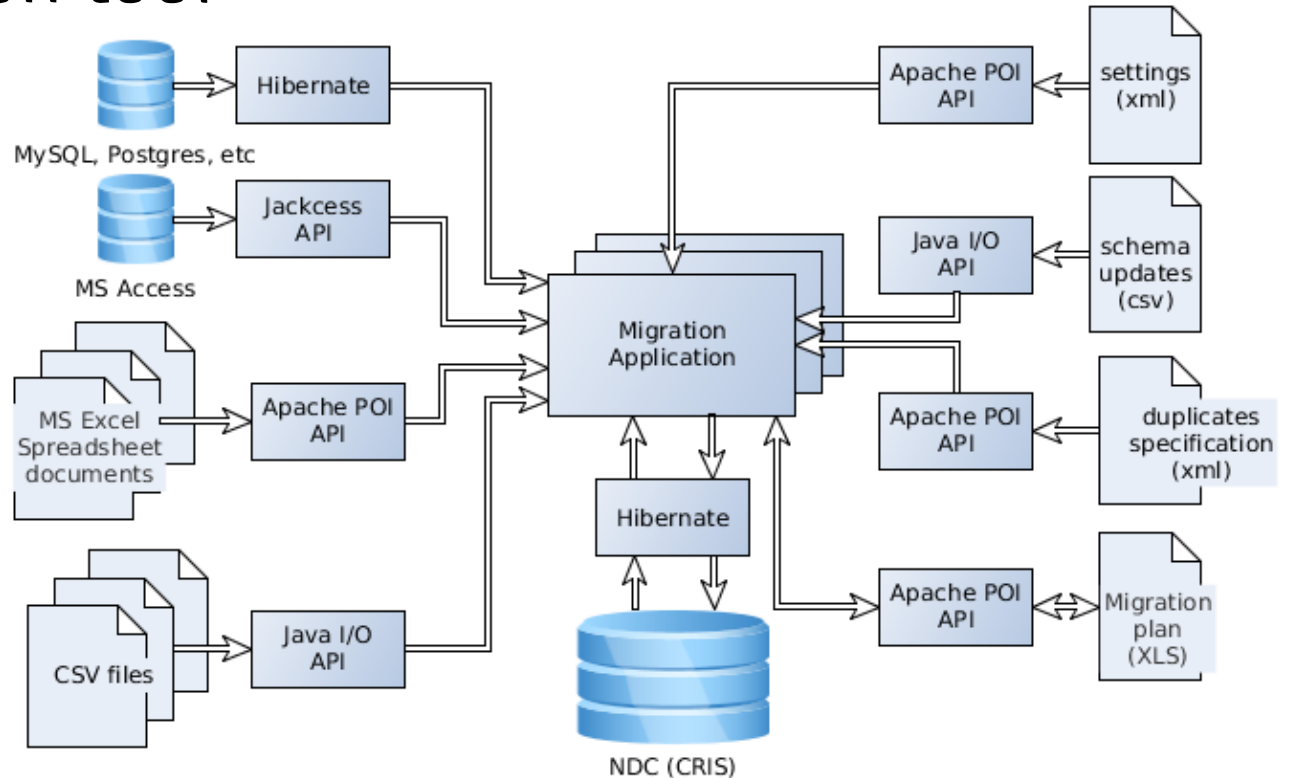 Hibernate
MySQL, Postgres, etc
Jackcess
API
MS Access
MS Excel
Spreadsheet
documents
Apache POI
API
CSV files
Java I/O
API
Migration
Application
Hibernate
NDC (CRIS)
Apache POI
API
settings
(xml)
Java I/O
API
schema
updates
(csv)
Apache POI
API
duplicates
specification
(xml)
Apache POI
API
Migration
plan
(XLS)